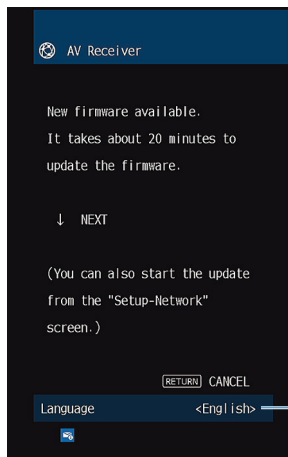 AV Receiver
New firmware available.
It takes about 20 minutes to
update the firmware.
↓ NEXT
(You can also start the update
from the "Setup-Network"
screen.)
RETURN CANCEL
Language <English>